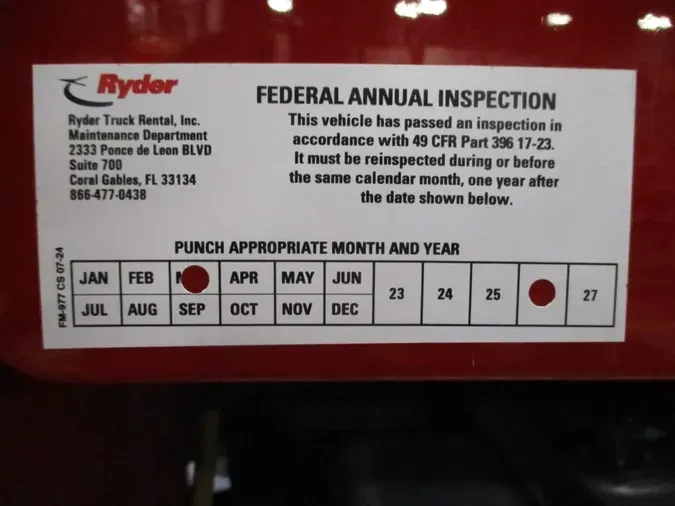 Ryder
Ryder Truck Rental, Inc.
Maintenance Department
2333 Ponce de Leon BLVD
Suite 700
Coral Gables, FL 33134
866-477-0438
FEDERAL ANNUAL INSPECTION
This vehicle has passed an inspection in
accordance with 49 CFR Part 396 17-23.
It must be reinspected during or before
the same calendar month, one year after
the date shown below.
PUNCH APPROPRIATE MONTH AND YEAR
JAN FEB APR MAY JUN 23 24 25 27
JUL AUG SEP OCT NOV DEC
FM-977 CS 07-24